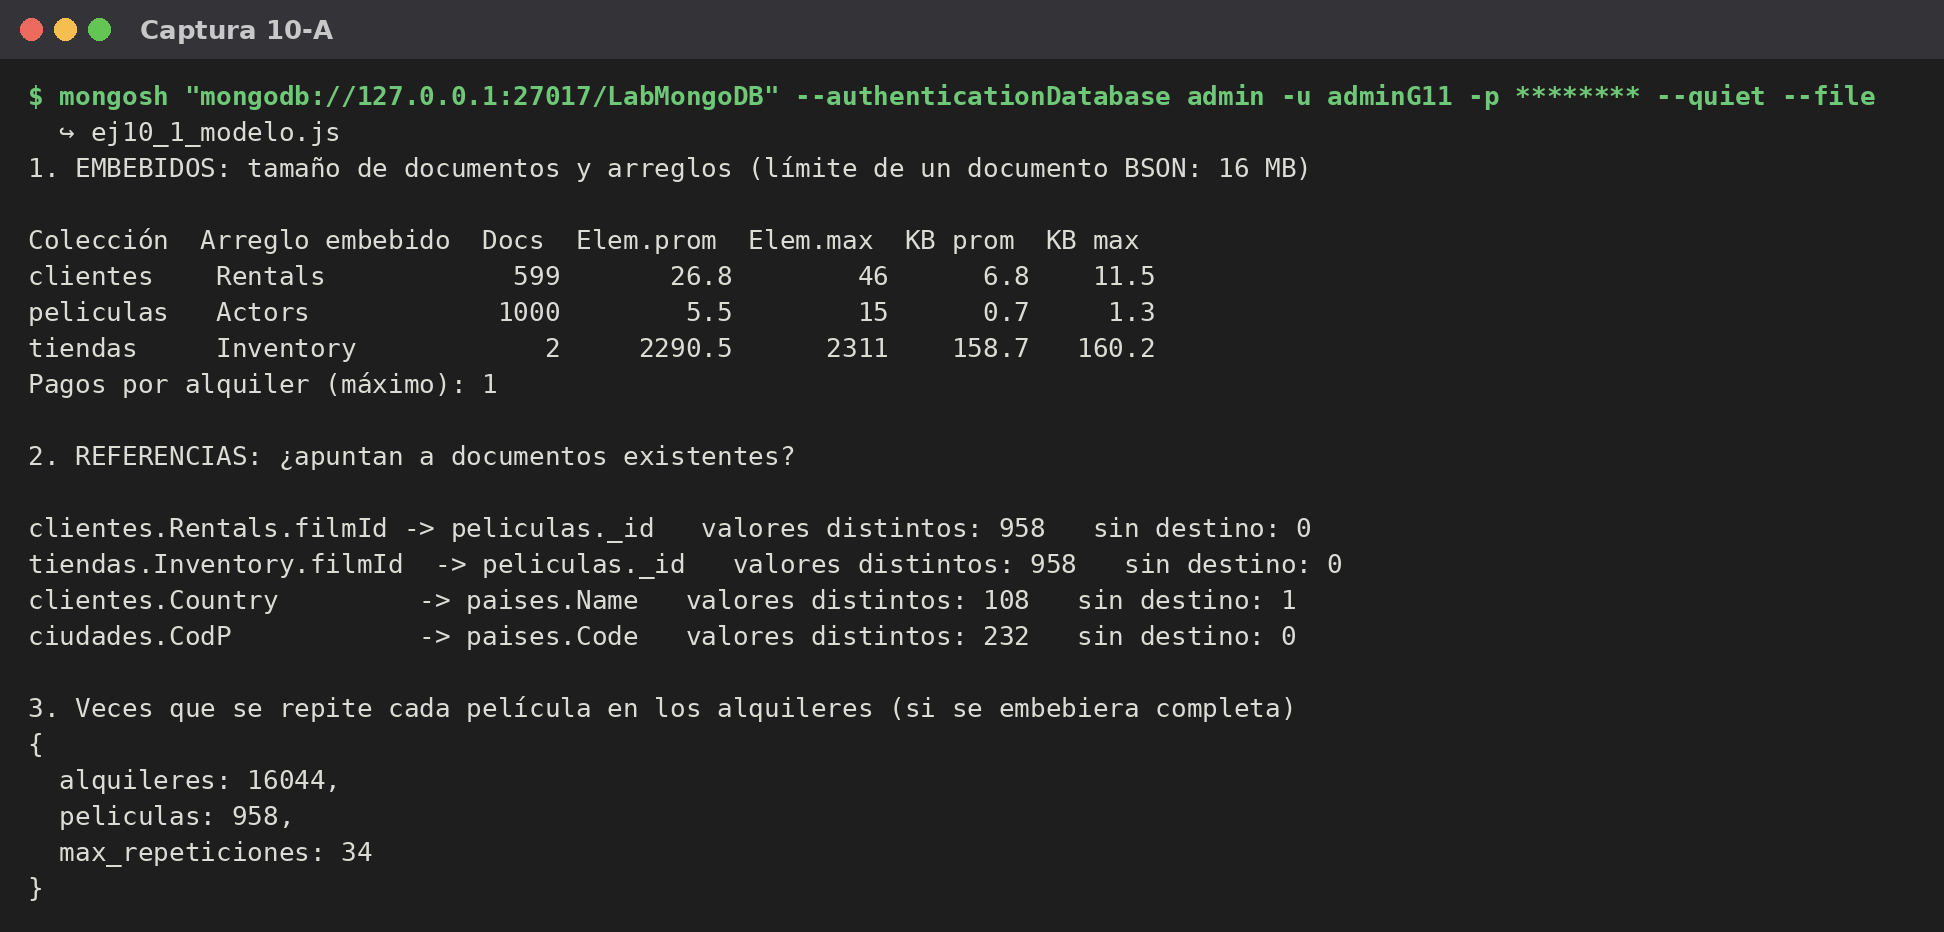 Captura 10-A
$ mongosh "mongodb://127.0.0.1:27017/LabMongoDB" --authenticationDatabase admin -u adminG11 -p ******** --quiet --file
  ↪ ej10_1_modelo.js
1. EMBEBIDOS: tamaño de documentos y arreglos (límite de un documento BSON: 16 MB)
Colección  Arreglo embebido  Docs  Elem.prom  Elem.max  KB prom  KB max
clientes    Rentals            599       26.8        46      6.8    11.5
peliculas   Actors            1000        5.5        15      0.7     1.3
tiendas     Inventory            2     2290.5      2311    158.7   160.2
Pagos por alquiler (máximo): 1
2. REFERENCIAS: ¿apuntan a documentos existentes?
clientes.Rentals.filmId -> peliculas._id   valores distintos: 958   sin destino: 0
tiendas.Inventory.filmId  -> peliculas._id   valores distintos: 958   sin destino: 0
clientes.Country         -> paises.Name   valores distintos: 108   sin destino: 1
ciudades.CodP            -> paises.Code   valores distintos: 232   sin destino: 0
3. Veces que se repite cada película en los alquileres (si se embebiera completa)
{
  alquileres: 16044,
  peliculas: 958,
  max_repeticiones: 34
}